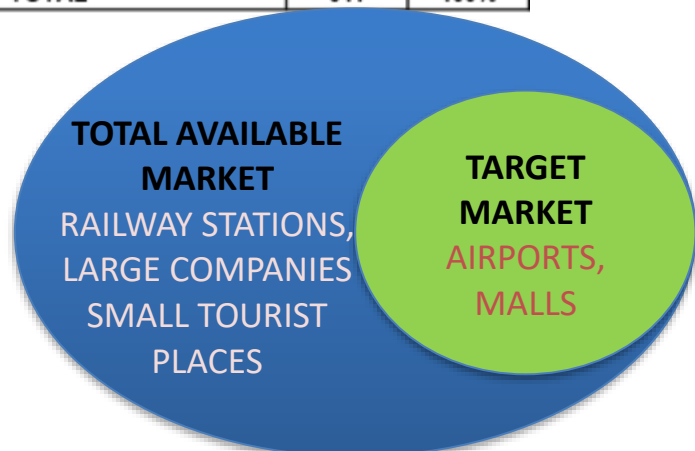 TOTAL AVAILABLE
MARKET
RAILWAY STATIONS,
LARGE COMPANIES
SMALL TOURIST
PLACES
TARGET
MARKET
AIRPORTS,
MALLS